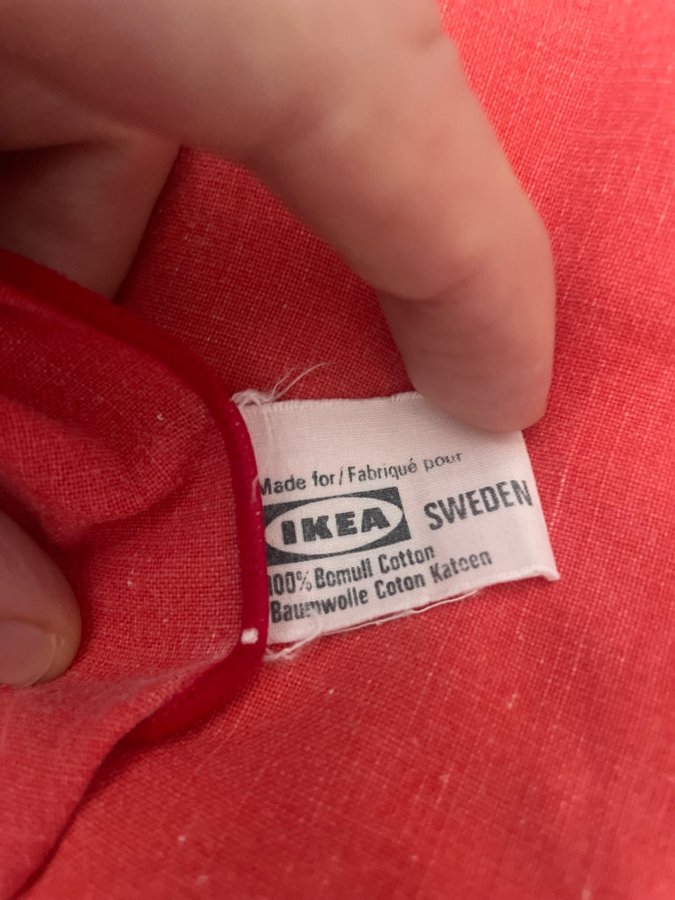 Made for/Fabriqué pour
IKEA SWEDEN
100% Bomull Cotton
Baumwolle Coton Katoen